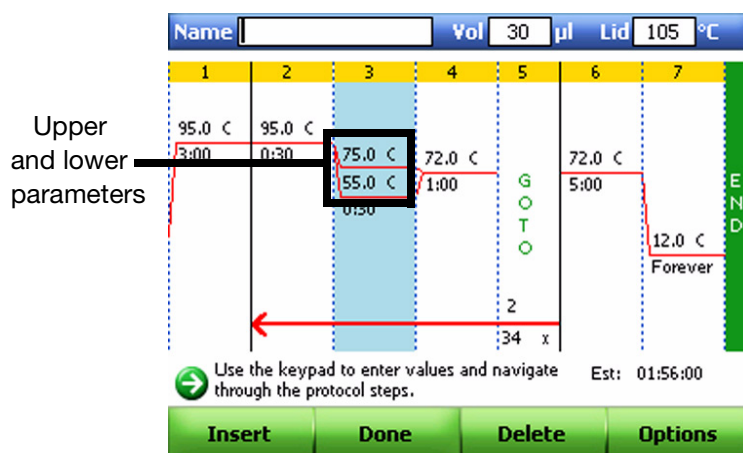 Name Vol 30 µl Lid 105 °C
1 2 3 4 5 6 7
Upper
and lower
parameters
95.0 C
3:00
95.0 C
0:30
75.0 C
55.0 C
0:30
72.0 C
1:00
GOTO
2
34 x
72.0 C
5:00
12.0 C
Forever
END
Use the keypad to enter values and navigate
through the protocol steps.
Est: 01:56:00
Insert Done Delete Options